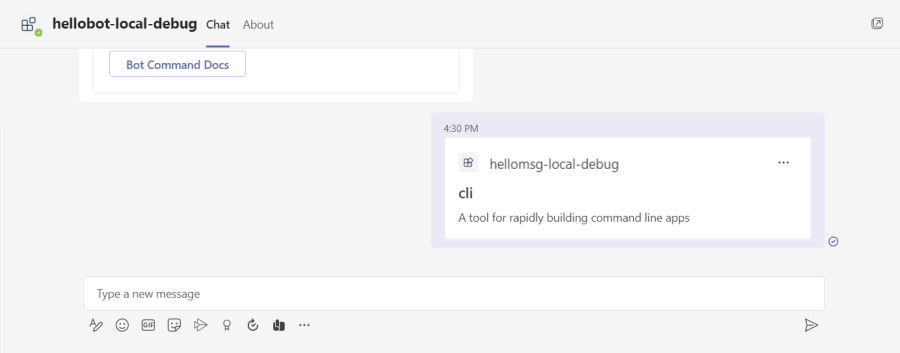 hellobot-local-debug Chat About
Bot Command Docs
4:30 PM
hellomsg-local-debug
cli
A tool for rapidly building command line apps
Type a new message
GIF